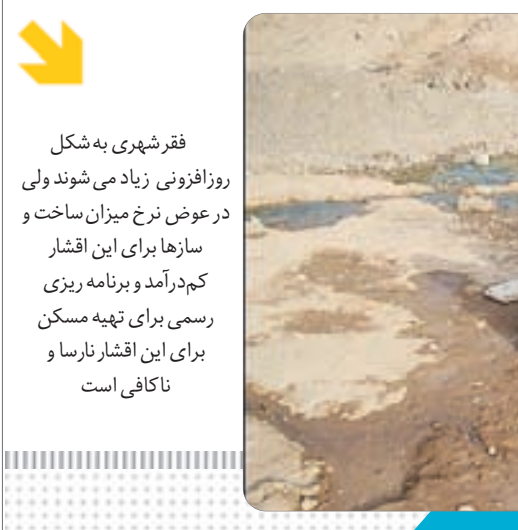 فقر شهری به شکل
روزافزونی زیاد می شوند ولی
در عوض نرخ میزان ساخت و
سازها برای این اقشار
کم‌درآمد و برنامه ریزی
رسمی برای تهیه مسکن
برای این اقشار نارسا و
ناکافی است